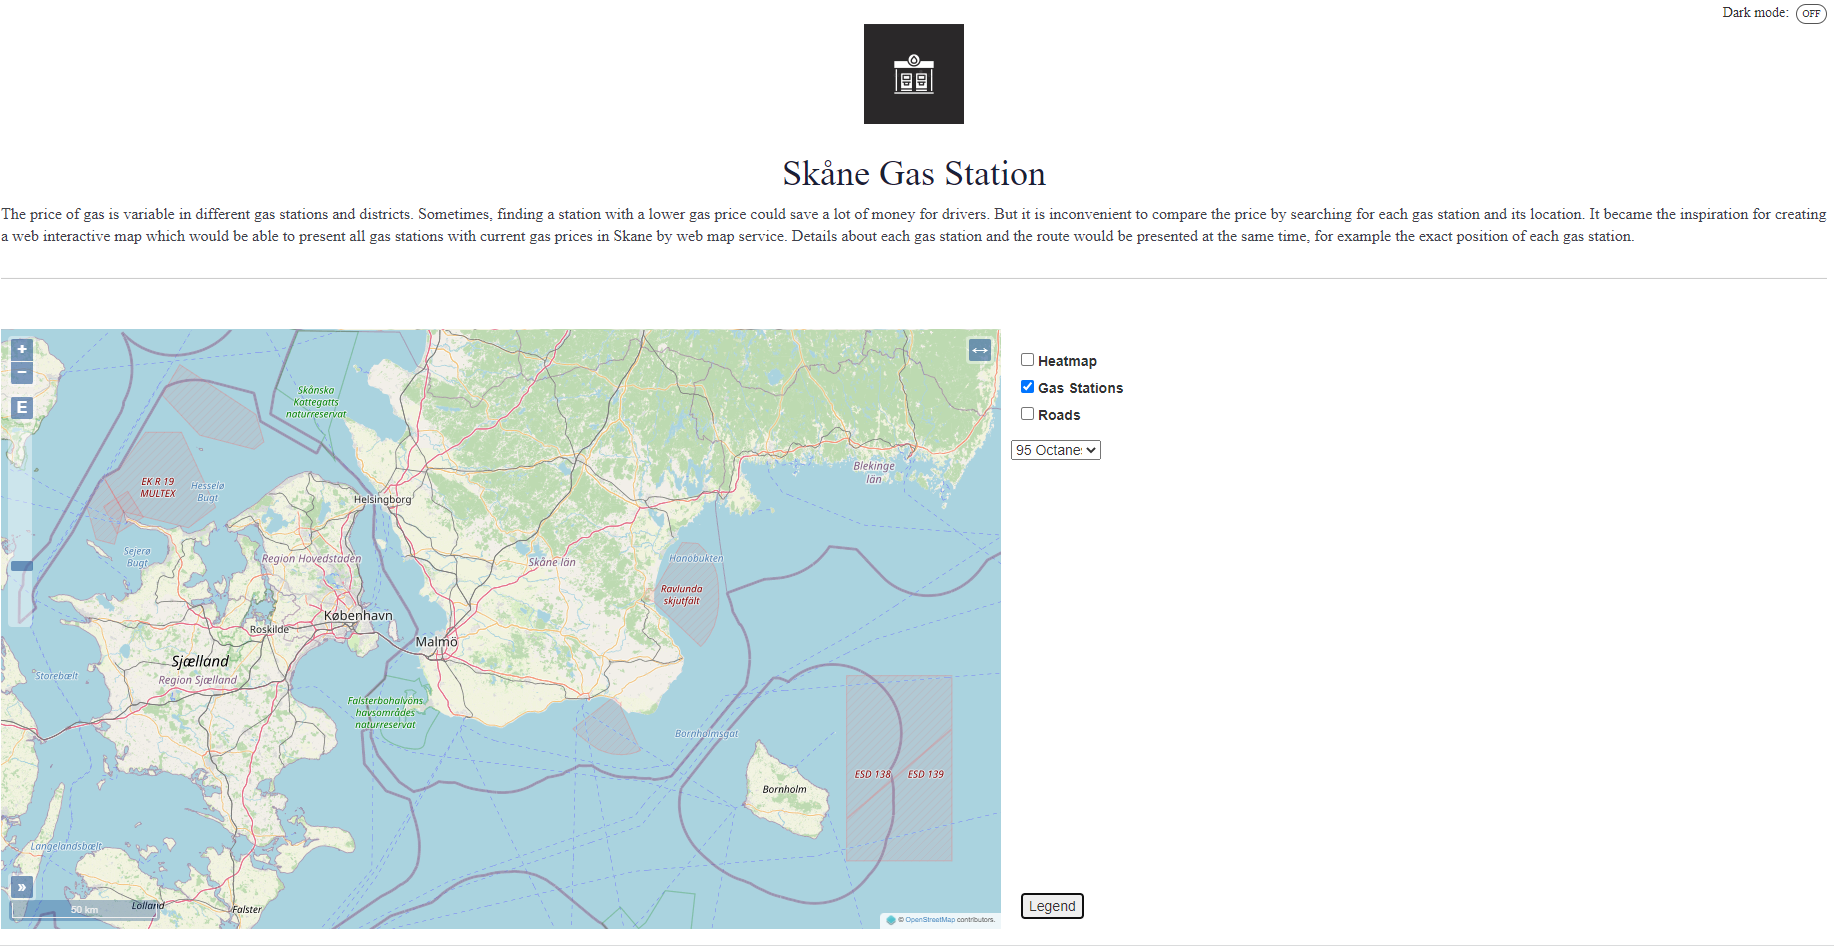 Dark mode: OFF
Skåne Gas Station
The price of gas is variable in different gas stations and districts. Sometimes, finding a station with a lower gas price could save a lot of money for drivers. But it is inconvenient to compare the price by searching for each gas station and its location. It became the inspiration for creating
a web interactive map which would be able to present all gas stations with current gas prices in Skane by web map service. Details about each gas station and the route would be presented at the same time, for example the exact position of each gas station.
+
−
E
↔
Skånska
Kattegatts
naturreservat
EK R 19
MULTEX
Hesselø
Bugt
Helsingborg
Blekinge
län
Sejerø
Bugt
Region Hovedstaden
Skåne län
Hanöbukten
Ravlunda
skjutfält
København
Roskilde
Malmö
Sjælland
Region Sjælland
Storebælt
Falsterbohalvöns
havsområdes
naturreservat
Bornholmsgat
ESD 138
ESD 139
Bornholm
Langelandsbælt
»
Lolland
Falster
50 km
© OpenStreetMap contributors.
Heatmap
Gas Stations
Roads
95 Octane
Legend